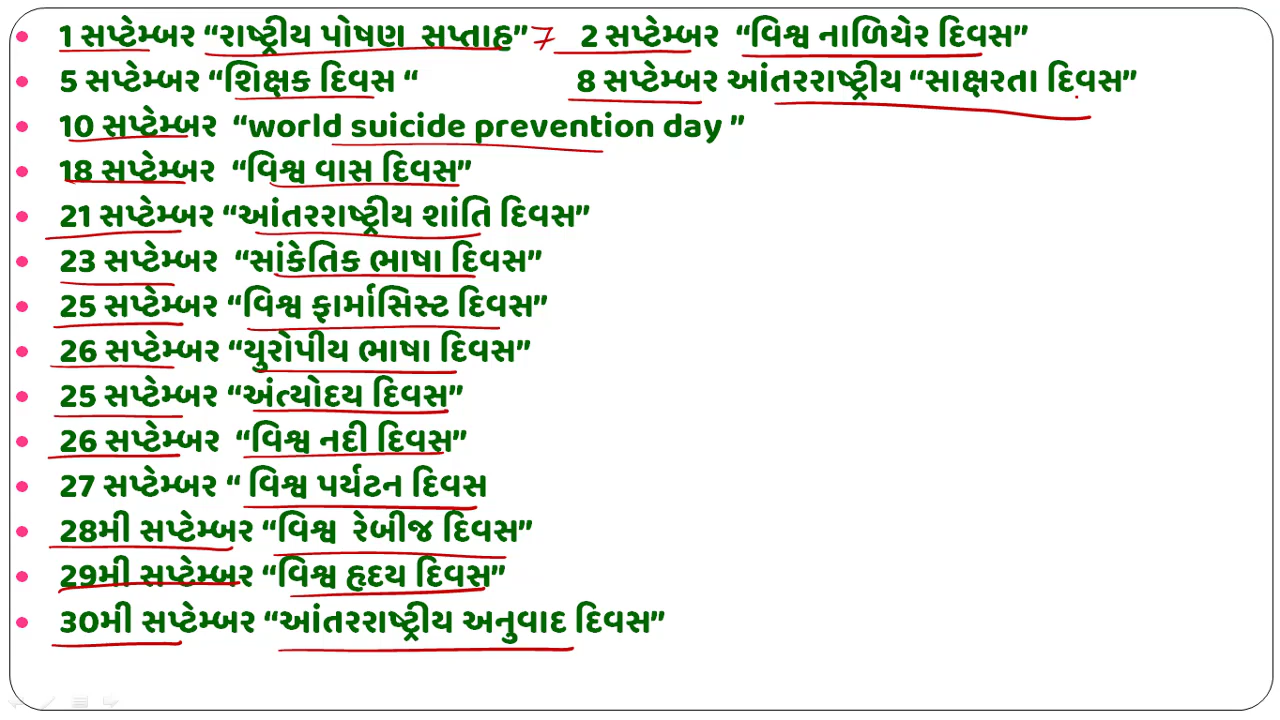 1 સપ્ટેમ્બર “રાષ્ટ્રીય પોષણ સપ્તાહ” 7 2 સપ્ટેમ્બર “વિશ્વ નાળિયેર દિવસ”
5 સપ્ટેમ્બર “શિક્ષક દિવસ “ 8 સપ્ટેમ્બર આંતરરાષ્ટ્રીય “સાક્ષરતા દિવસ”
10 સપ્ટેમ્બર “world suicide prevention day ”
18 સપ્ટેમ્બર “વિશ્વ વાસ દિવસ”
21 સપ્ટેમ્બર “આંતરરાષ્ટ્રીય શાંતિ દિવસ”
23 સપ્ટેમ્બર “સાંકેતિક ભાષા દિવસ”
25 સપ્ટેમ્બર “વિશ્વ ફાર્માસિસ્ટ દિવસ”
26 સપ્ટેમ્બર “યુરોપીય ભાષા દિવસ”
25 સપ્ટેમ્બર “અંત્યોદય દિવસ”
26 સપ્ટેમ્બર “વિશ્વ નદી દિવસ”
27 સપ્ટેમ્બર “ વિશ્વ પર્યટન દિવસ
28મી સપ્ટેમ્બર “વિશ્વ રેબીજ દિવસ”
29મી સપ્ટેમ્બર “વિશ્વ હૃદય દિવસ”
30મી સપ્ટેમ્બર “આંતરરાષ્ટ્રીય અનુવાદ દિવસ”